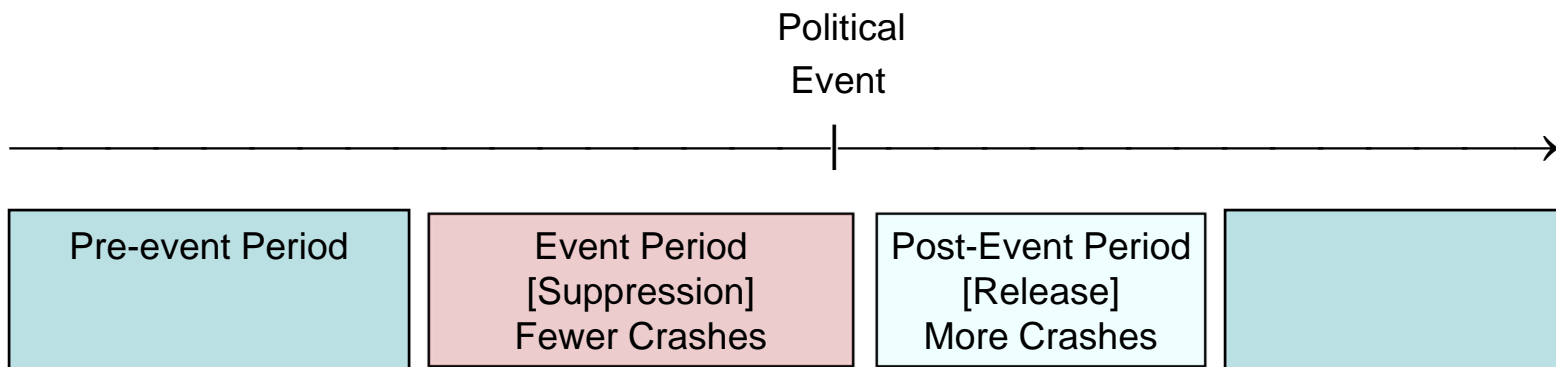 Political
Event
Pre-event Period
Event Period
[Suppression]
Fewer Crashes
Post-Event Period
[Release]
More Crashes